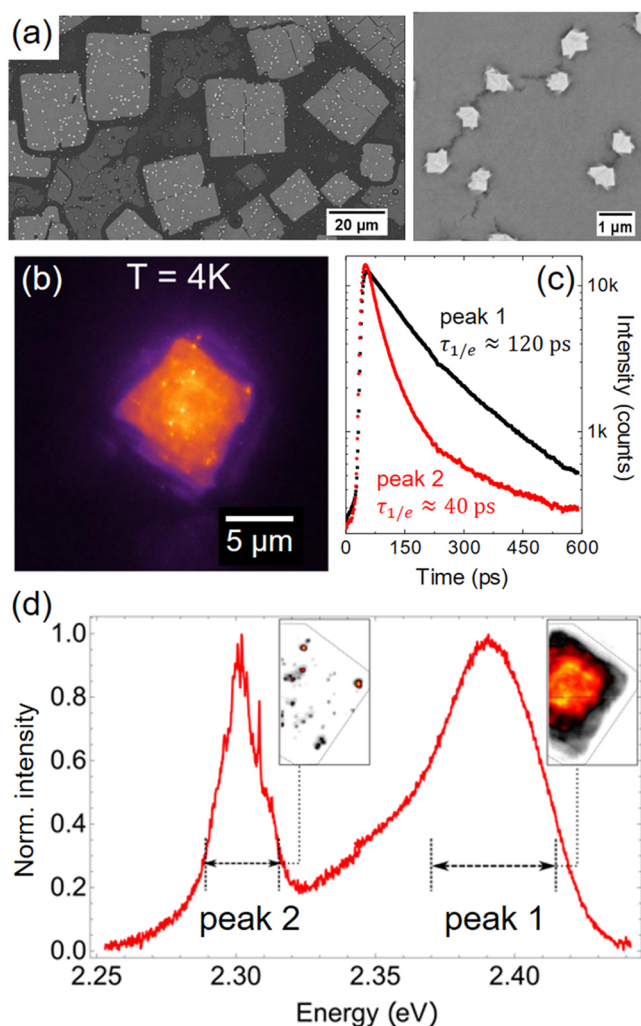 (a)
20 μm
1 μm
(b)
T = 4K
5 μm
(c)
10k
1k
Intensity (counts)
peak 1
τ1/e ≈ 120 ps
peak 2
τ1/e ≈ 40 ps
0
150
300
450
600
Time (ps)
(d)
1.0
0.8
0.6
0.4
0.2
0.0
Norm. intensity
peak 2
peak 1
2.25
2.30
2.35
2.40
Energy (eV)